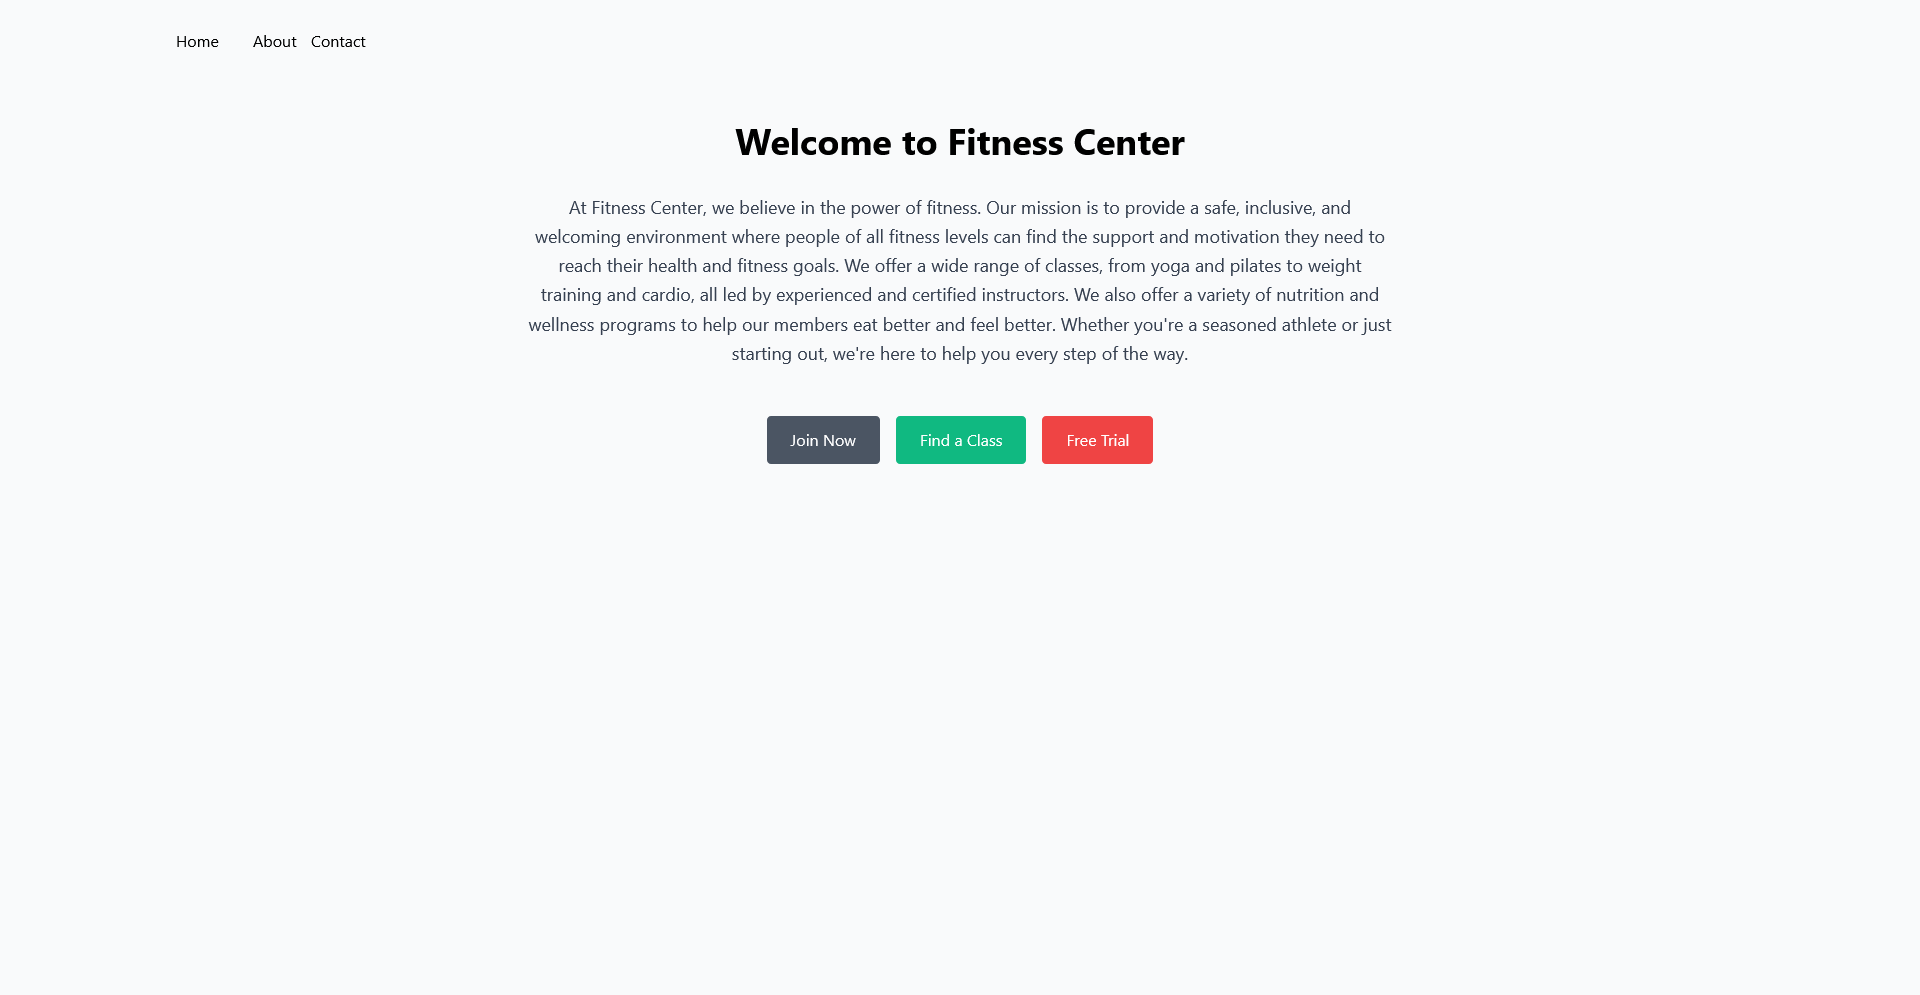 Home About Contact
Welcome to Fitness Center
At Fitness Center, we believe in the power of fitness. Our mission is to provide a safe, inclusive, and
welcoming environment where people of all fitness levels can find the support and motivation they need to
reach their health and fitness goals. We offer a wide range of classes, from yoga and pilates to weight
training and cardio, all led by experienced and certified instructors. We also offer a variety of nutrition and
wellness programs to help our members eat better and feel better. Whether you're a seasoned athlete or just
starting out, we're here to help you every step of the way.
Join Now Find a Class Free Trial